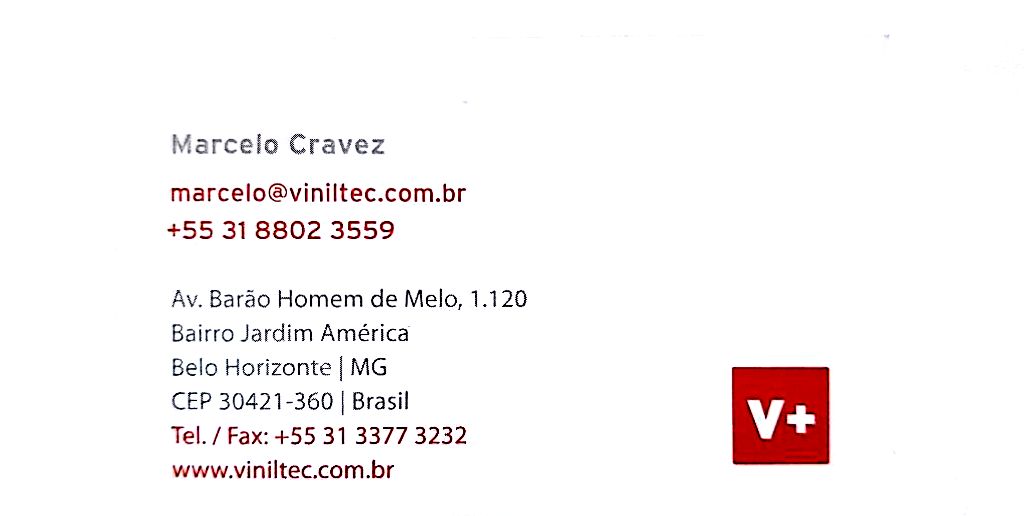 Marcelo Cravez
marcelo@viniltec.com.br
+55 31 8802 3559
Av. Barão Homem de Melo, 1.120
Bairro Jardim América
Belo Horizonte | MG
CEP 30421-360 | Brasil
Tel. / Fax: +55 31 3377 3232
www.viniltec.com.br
V+